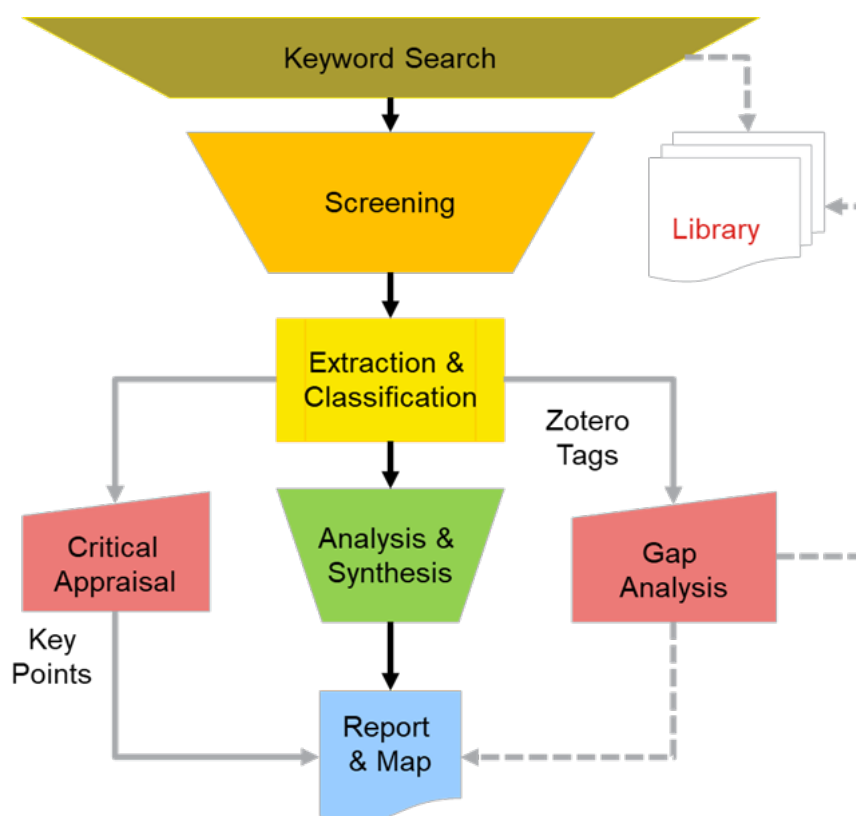 Keyword Search
Screening
Library
Extraction &
Classification
Zotero
Tags
Critical
Appraisal
Analysis &
Synthesis
Gap
Analysis
Key
Points
Report
& Map